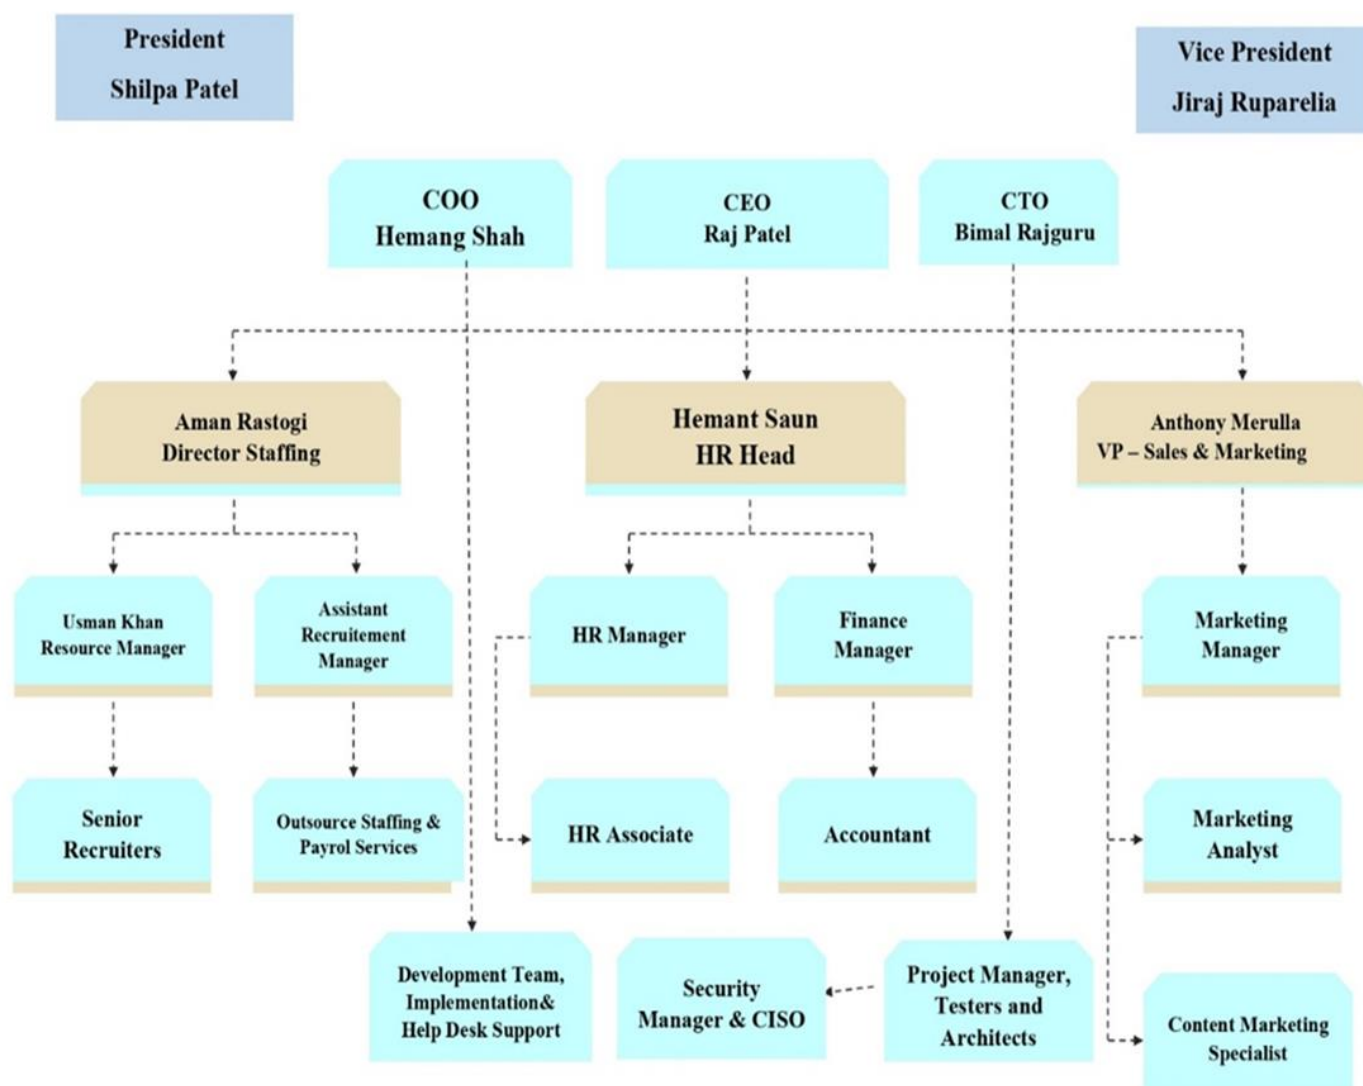 President
Shilpa Patel
Vice President
Jiraj Ruparelia
COO
Hemang Shah
CEO
Raj Patel
CTO
Bimal Rajguru
Aman Rastogi
Director Staffing
Hemant Saun
HR Head
Anthony Merulla
VP – Sales & Marketing
Usman Khan
Resource Manager
Assistant
Recruitement
Manager
HR Manager
Finance
Manager
Marketing
Manager
Senior
Recruiters
Outsource Staffing &
Payrol Services
HR Associate
Accountant
Marketing
Analyst
Development Team,
Implementation&
Help Desk Support
Security
Manager & CISO
Project Manager,
Testers and
Architects
Content Marketing
Specialist